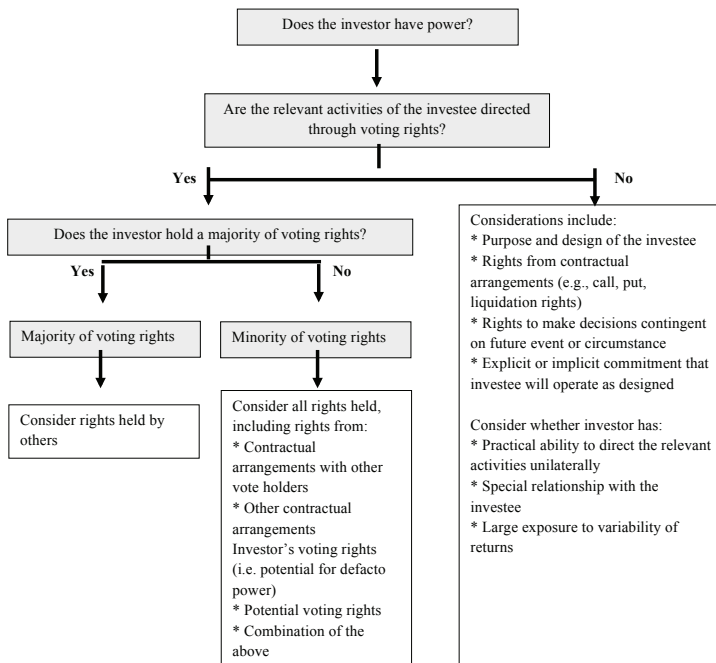 Does the investor have power?
Are the relevant activities of the investee directed
through voting rights?
Yes
No
Does the investor hold a majority of voting rights?
Yes
No
Majority of voting rights
Minority of voting rights
Consider rights held by
others
Consider all rights held,
including rights from:
* Contractual
arrangements with other
vote holders
* Other contractual
arrangements
Investor’s voting rights
(i.e. potential for defacto
power)
* Potential voting rights
* Combination of the
above
Considerations include:
* Purpose and design of the
investee
* Rights from contractual
arrangements (e.g., call, put,
liquidation rights)
* Rights to make decisions contingent
on future event or circumstance
* Explicit or implicit commitment that
investee will operate as designed
Consider whether investor has:
* Practical ability to direct the relevant
activities unilaterally
* Special relationship with the
investee
* Large exposure to variability of
returns